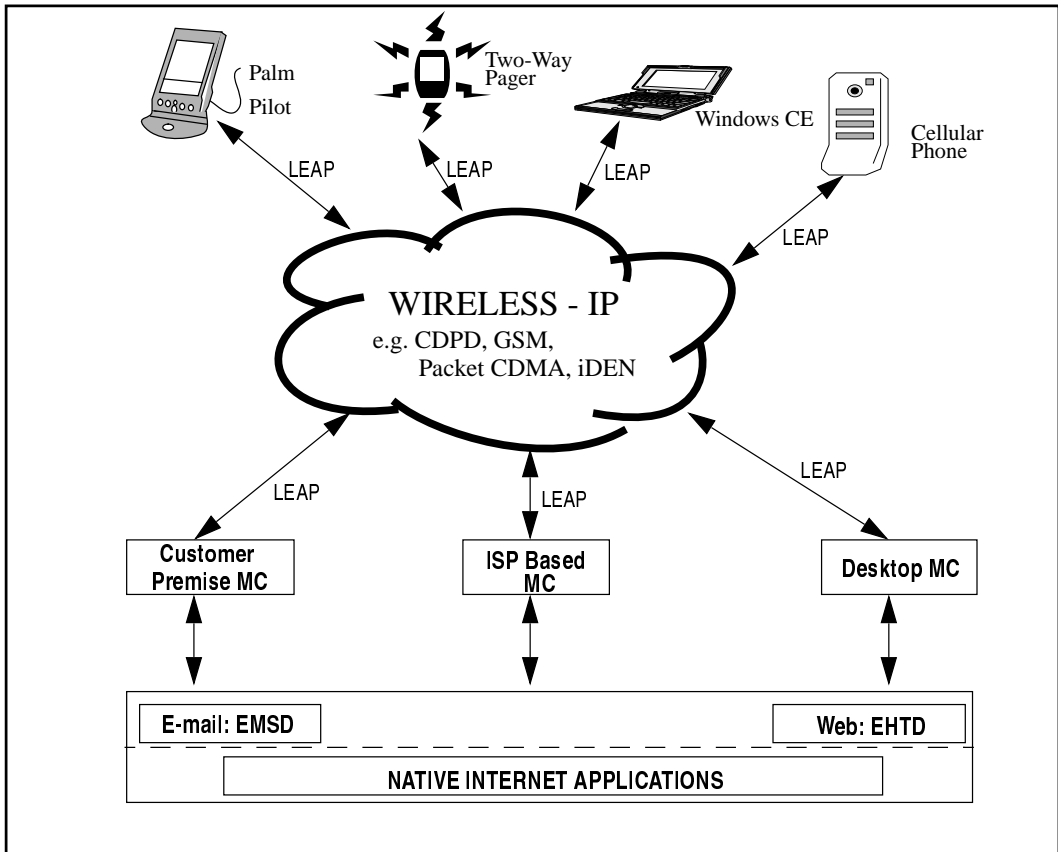 Palm
Pilot
Two-Way
Pager
Windows CE
Cellular
Phone
LEAP
LEAP
LEAP
LEAP
WIRELESS - IP
e.g. CDPD, GSM,
Packet CDMA, iDEN
LEAP
LEAP
LEAP
Customer
Premise MC
ISP Based
MC
Desktop MC
E-mail: EMSD
Web: EHTD
NATIVE INTERNET APPLICATIONS